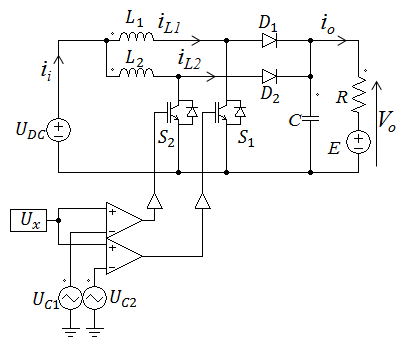 L1 iL1 D1 io
L2 iL2
ii D2
R
UDC S2 S1 C Vo
E
Ux + −
+ −
UC1 UC2